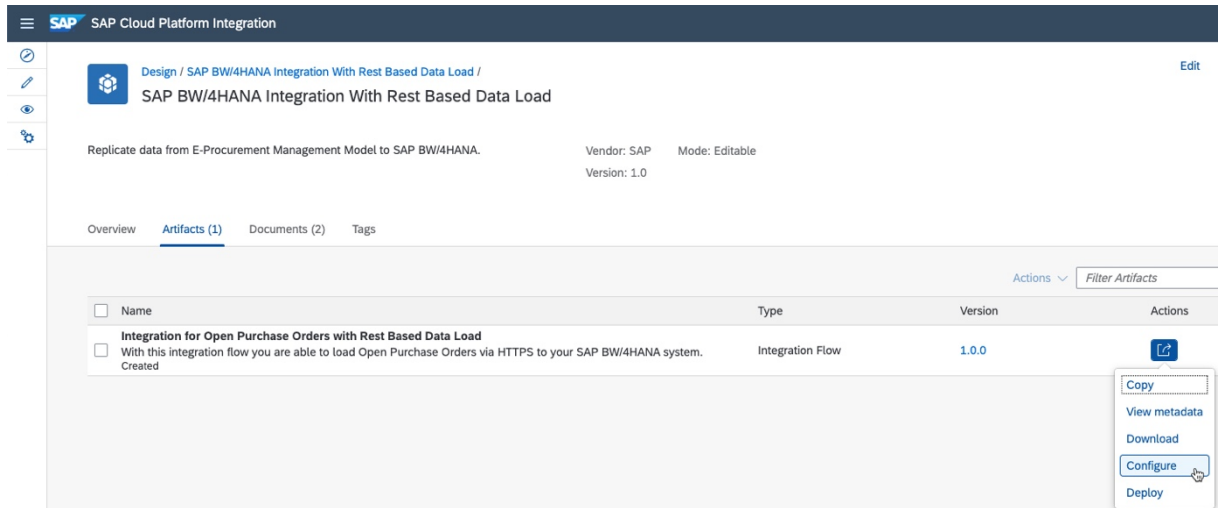 SAP SAP Cloud Platform Integration
Design / SAP BW/4HANA Integration With Rest Based Data Load /
Edit
SAP BW/4HANA Integration With Rest Based Data Load
Replicate data from E-Procurement Management Model to SAP BW/4HANA.
Vendor: SAP Mode: Editable
Version: 1.0
Overview Artifacts (1) Documents (2) Tags
Actions Filter Artifacts
Name Type Version Actions
Integration for Open Purchase Orders with Rest Based Data Load
With this integration flow you are able to load Open Purchase Orders via HTTPS to your SAP BW/4HANA system.
Created
Integration Flow 1.0.0
Copy
View metadata
Download
Configure
Deploy